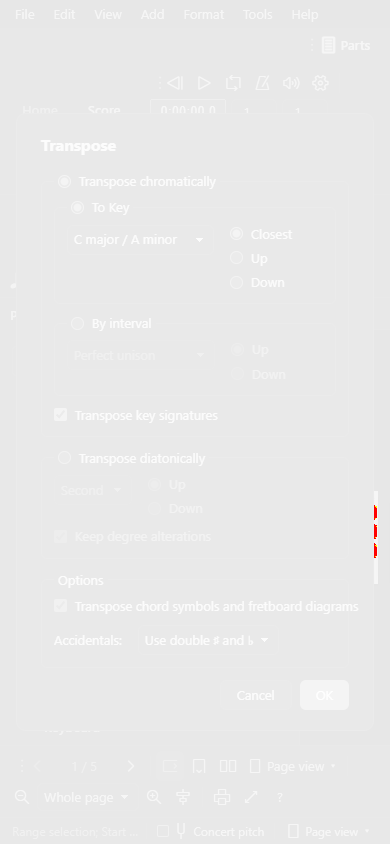 File Edit View Add Format Tools Help
Parts
Home Score 0:00:00.0
Transpose
Transpose chromatically
To Key
C major / A minor
Closest
Up
Down
By interval
Perfect unison
Up
Down
Transpose key signatures
Transpose diatonically
Second
Up
Down
Keep degree alterations
Options
Transpose chord symbols and fretboard diagrams
Accidentals: Use double ♯ and ♭
Cancel OK
1 / 5 Page view
Whole page ?
Range selection: Start ... Concert pitch Page view